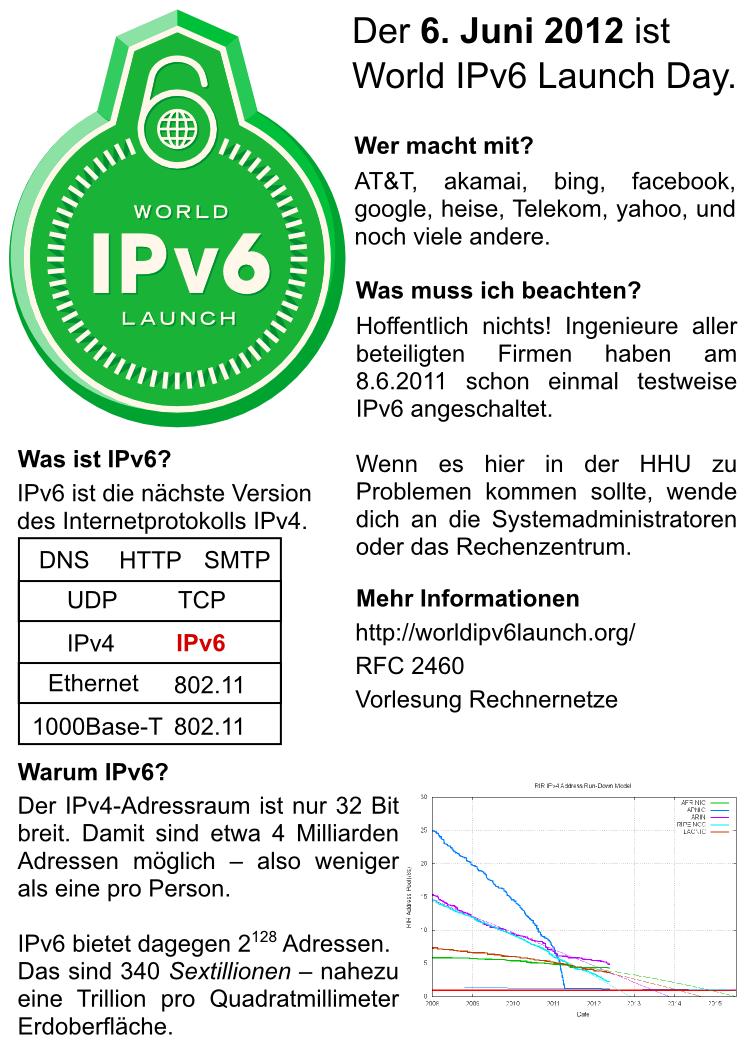 Der 6. Juni 2012 ist
World IPv6 Launch Day.
WORLD
IPv6
LAUNCH
Wer macht mit?
AT&T, akamai, bing, facebook,
google, heise, Telekom, yahoo, und
noch viele andere.
Was muss ich beachten?
Hoffentlich nichts! Ingenieure aller
beteiligten Firmen haben am
8.6.2011 schon einmal testweise
IPv6 angeschaltet.
Wenn es hier in der HHU zu
Problemen kommen sollte, wende
dich an die Systemadministratoren
oder das Rechenzentrum.
Mehr Informationen
http://worldipv6launch.org/
RFC 2460
Vorlesung Rechnernetze
Was ist IPv6?
IPv6 ist die nächste Version
des Internetprotokolls IPv4.
DNS HTTP SMTP
UDP TCP
IPv4 IPv6
Ethernet 802.11
1000Base-T 802.11
Warum IPv6?
Der IPv4-Adressraum ist nur 32 Bit
breit. Damit sind etwa 4 Milliarden
Adressen möglich – also weniger
als eine pro Person.
IPv6 bietet dagegen 2^128 Adressen.
Das sind 340 Sextillionen – nahezu
eine Trillion pro Quadratmillimeter
Erdoberfläche.
RIR IPv4 Address Run-Down Model
AFRINIC
APNIC
ARIN
RIPE NCC
LACNIC
RIR Address Pool(/8s)
30
25
20
15
10
5
0
2008 2009 2010 2011 2012 2013 2014 2015
Date